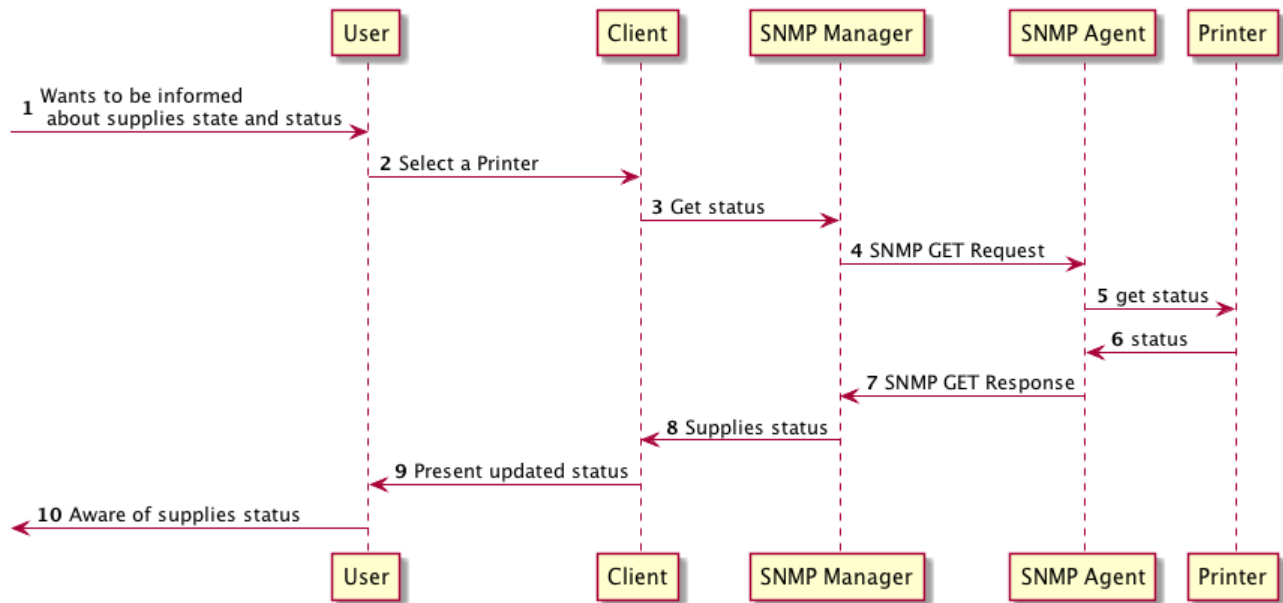 User Client SNMP Manager SNMP Agent Printer
1 Wants to be informed
about supplies state and status
2 Select a Printer
3 Get status
4 SNMP GET Request
5 get status
6 status
7 SNMP GET Response
8 Supplies status
9 Present updated status
10 Aware of supplies status
User Client SNMP Manager SNMP Agent Printer